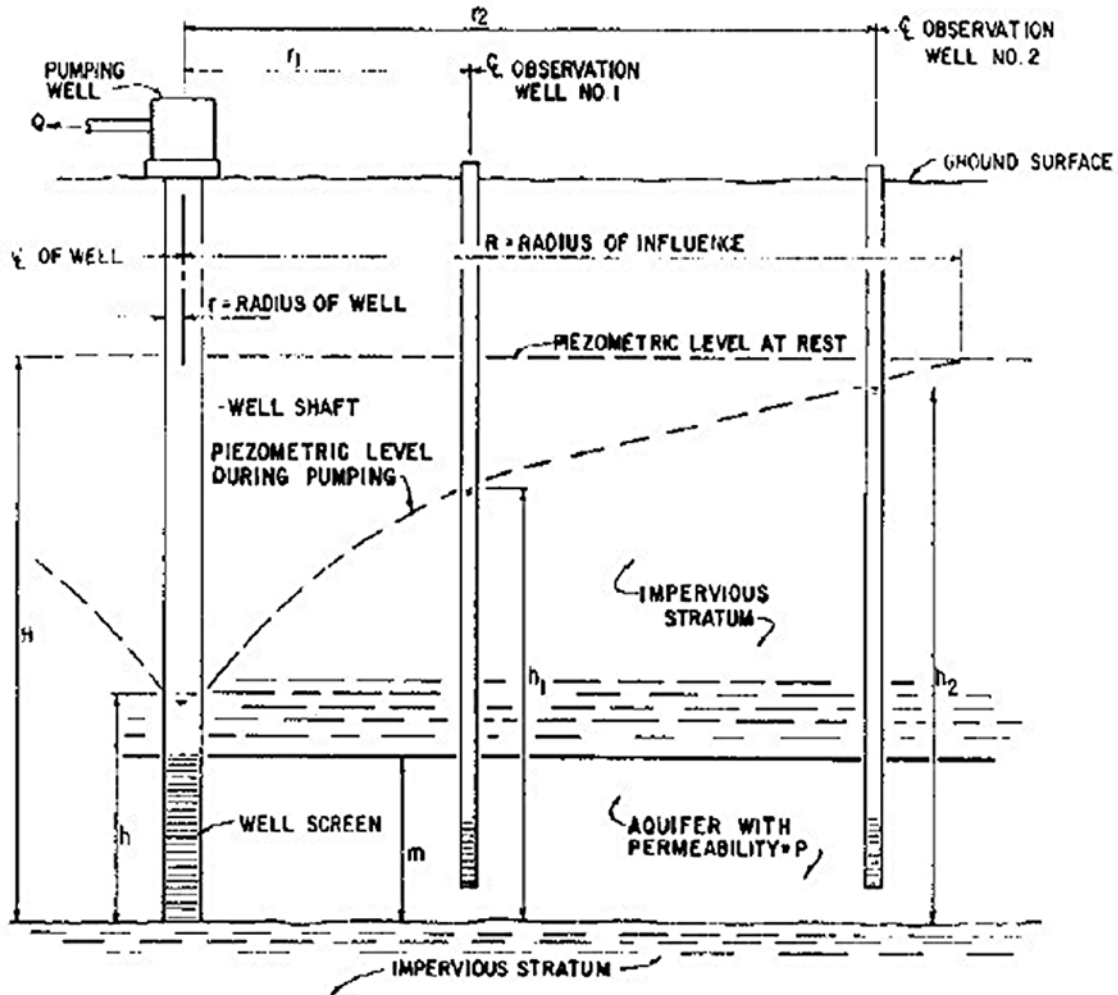 r2
℄ OBSERVATION
WELL NO. 2
r1
℄ OBSERVATION
WELL NO. 1
PUMPING
WELL
Q
GROUND SURFACE
R = RADIUS OF INFLUENCE
℄ OF WELL
r = RADIUS OF WELL
PIEZOMETRIC LEVEL AT REST
WELL SHAFT
PIEZOMETRIC LEVEL
DURING PUMPING
IMPERVIOUS
STRATUM
H
h1
h2
WELL SCREEN
h
m
AQUIFER WITH
PERMEABILITY = P
IMPERVIOUS STRATUM